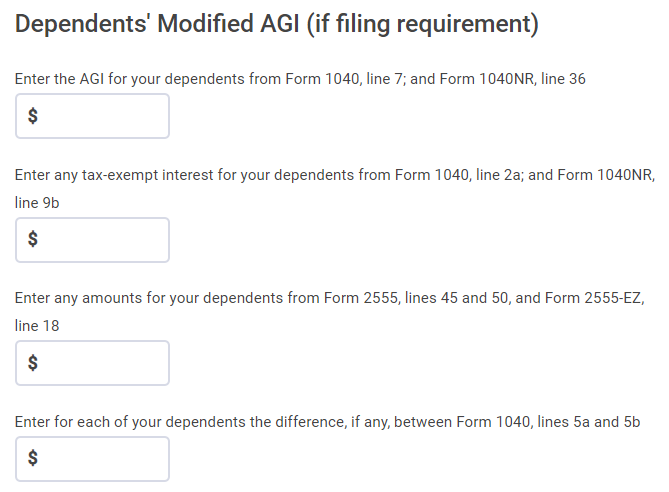 Dependents' Modified AGI (if filing requirement)
Enter the AGI for your dependents from Form 1040, line 7; and Form 1040NR, line 36
$
Enter any tax-exempt interest for your dependents from Form 1040, line 2a; and Form 1040NR,
line 9b
$
Enter any amounts for your dependents from Form 2555, lines 45 and 50, and Form 2555-EZ,
line 18
$
Enter for each of your dependents the difference, if any, between Form 1040, lines 5a and 5b
$